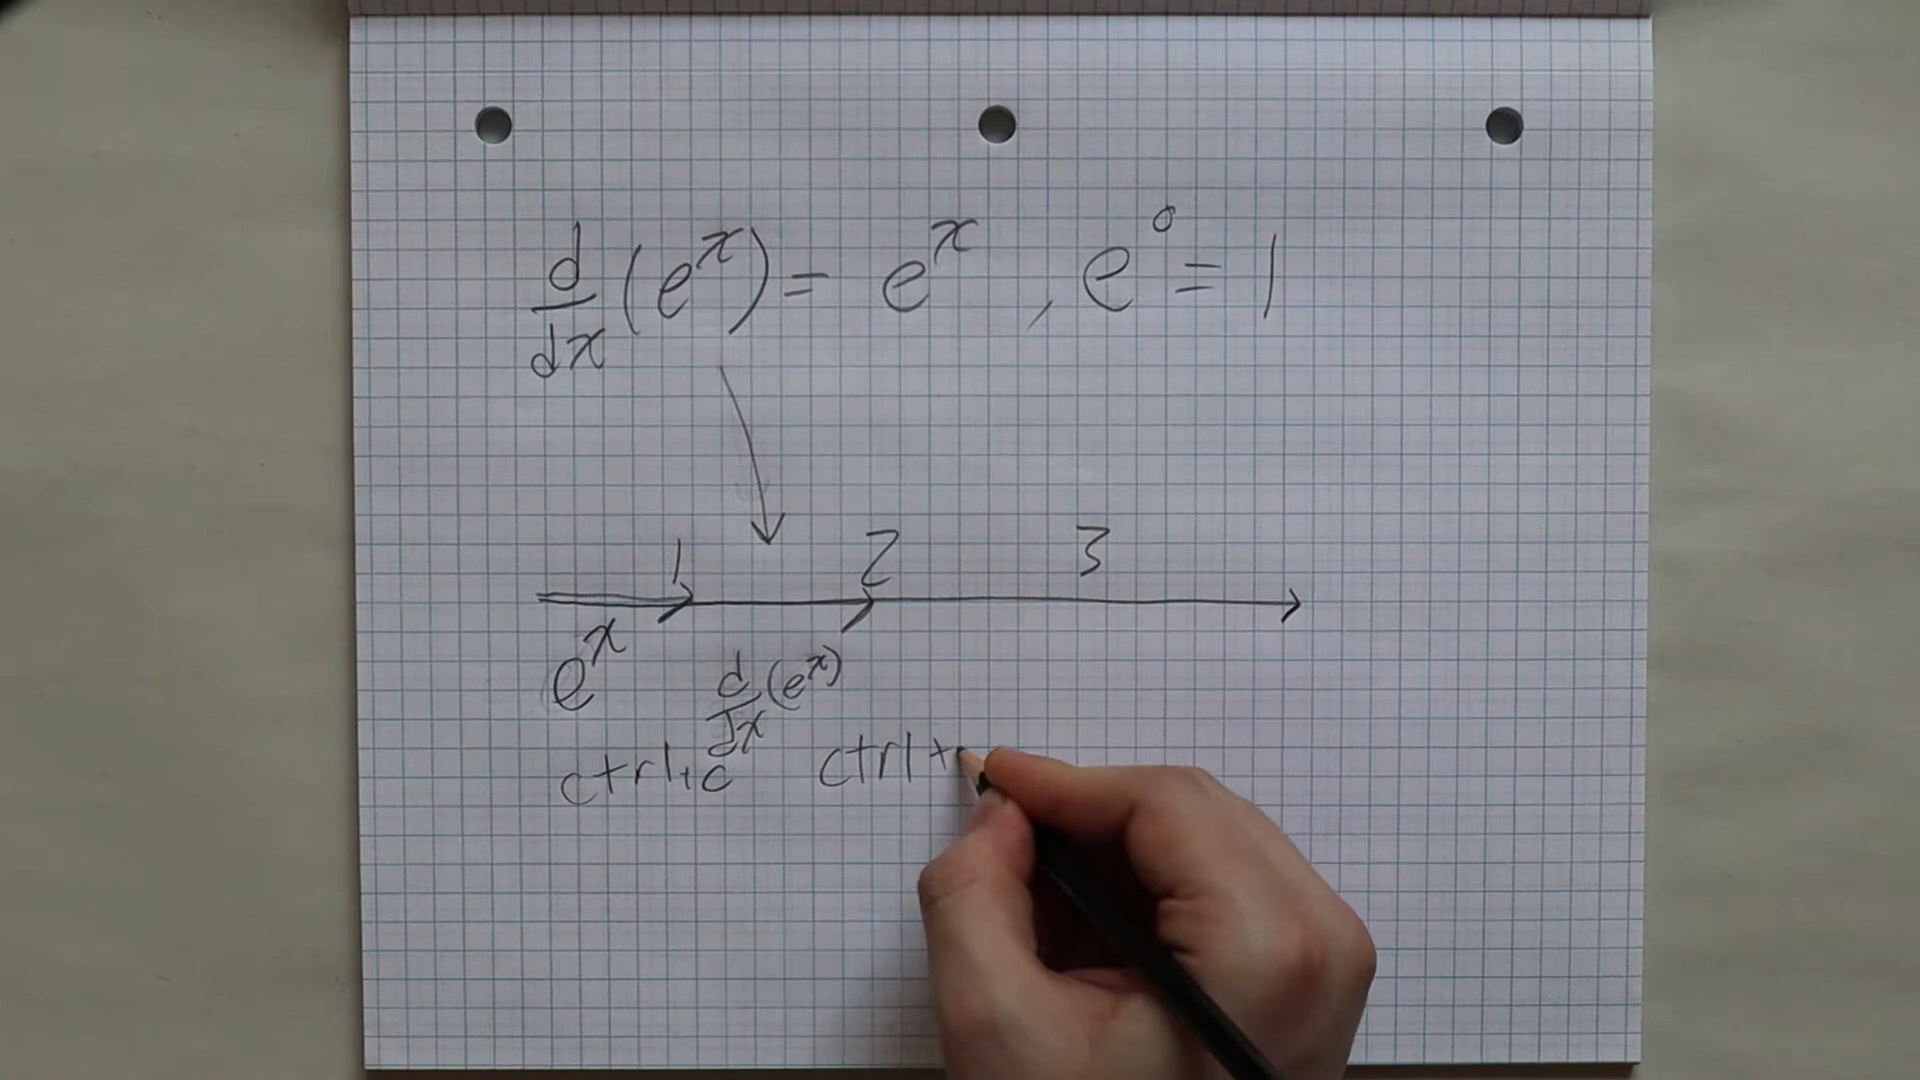 d/dx (e^x) = e^x , e^0 = 1
1 2 3
e^x d/dx (e^x)
ctrl+c ctrl+